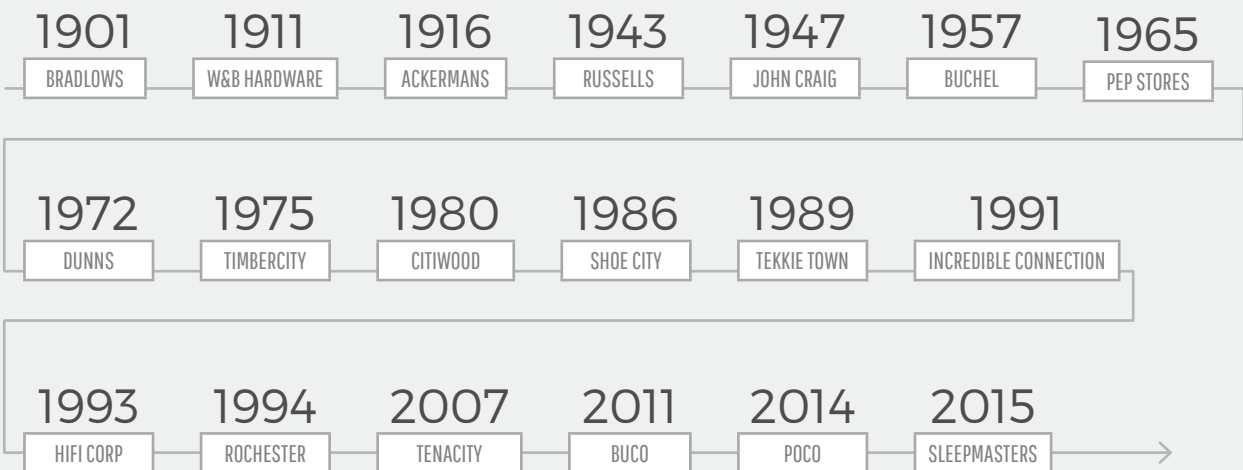 1901 1911 1916 1943 1947 1957 1965
BRADLOWS W&B HARDWARE ACKERMANS RUSSELLS JOHN CRAIG BUCHEL PEP STORES
1972 1975 1980 1986 1989 1991
DUNNS TIMBERCITY CITIWOOD SHOE CITY TEKKIE TOWN INCREDIBLE CONNECTION
1993 1994 2007 2011 2014 2015
HIFI CORP ROCHESTER TENACITY BUCO POCO SLEEPMASTERS